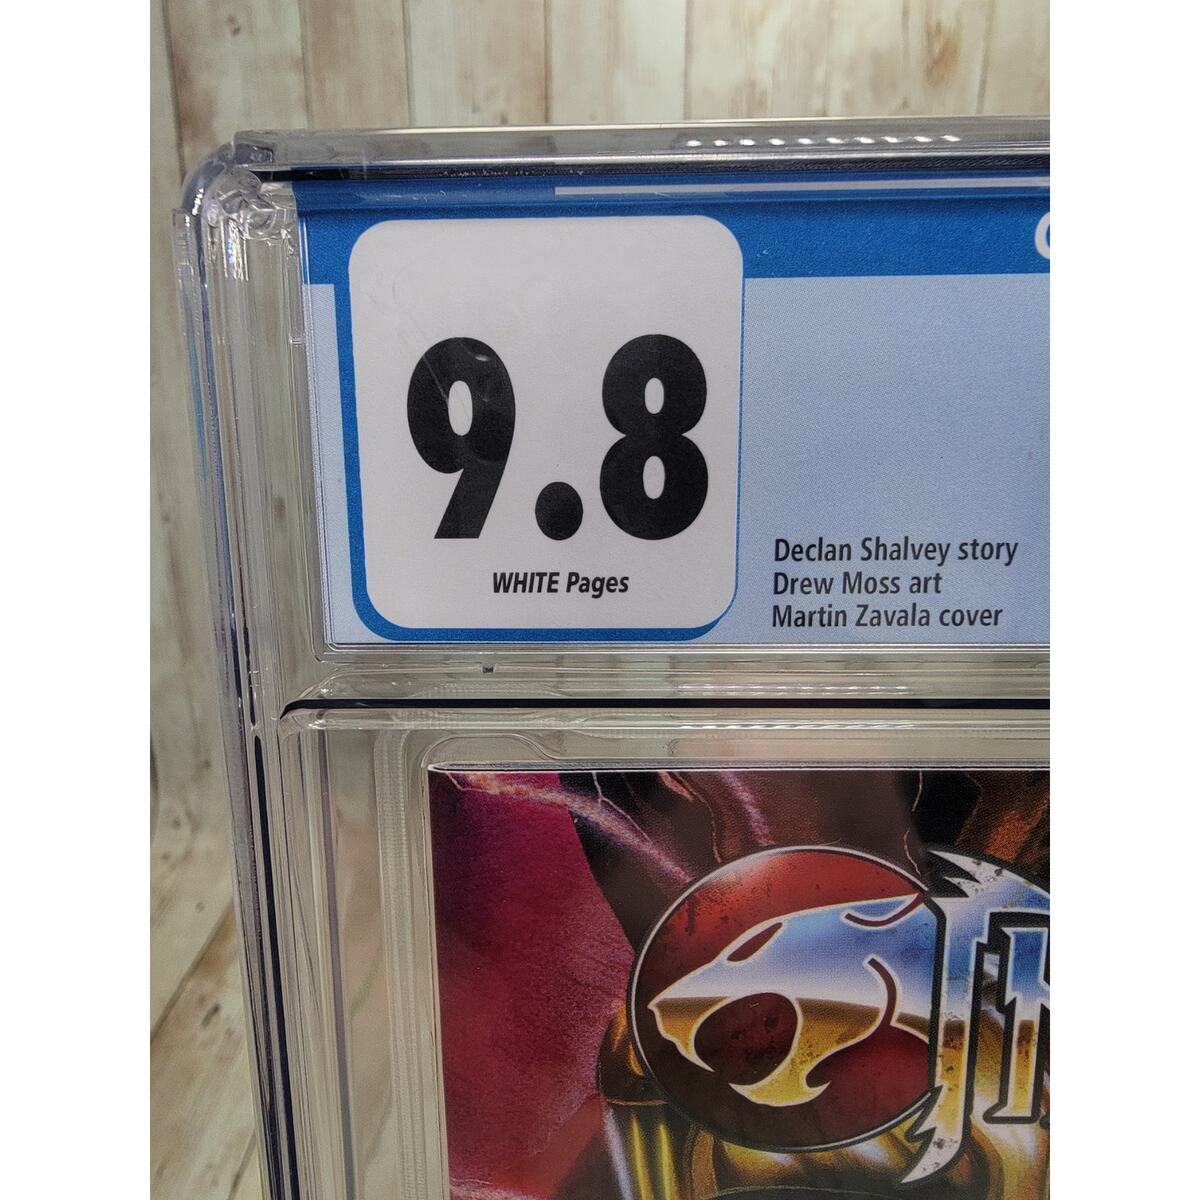 9.8
WHITE Pages
Declan Shalvey story
Drew Moss art
Martin Zavala cover